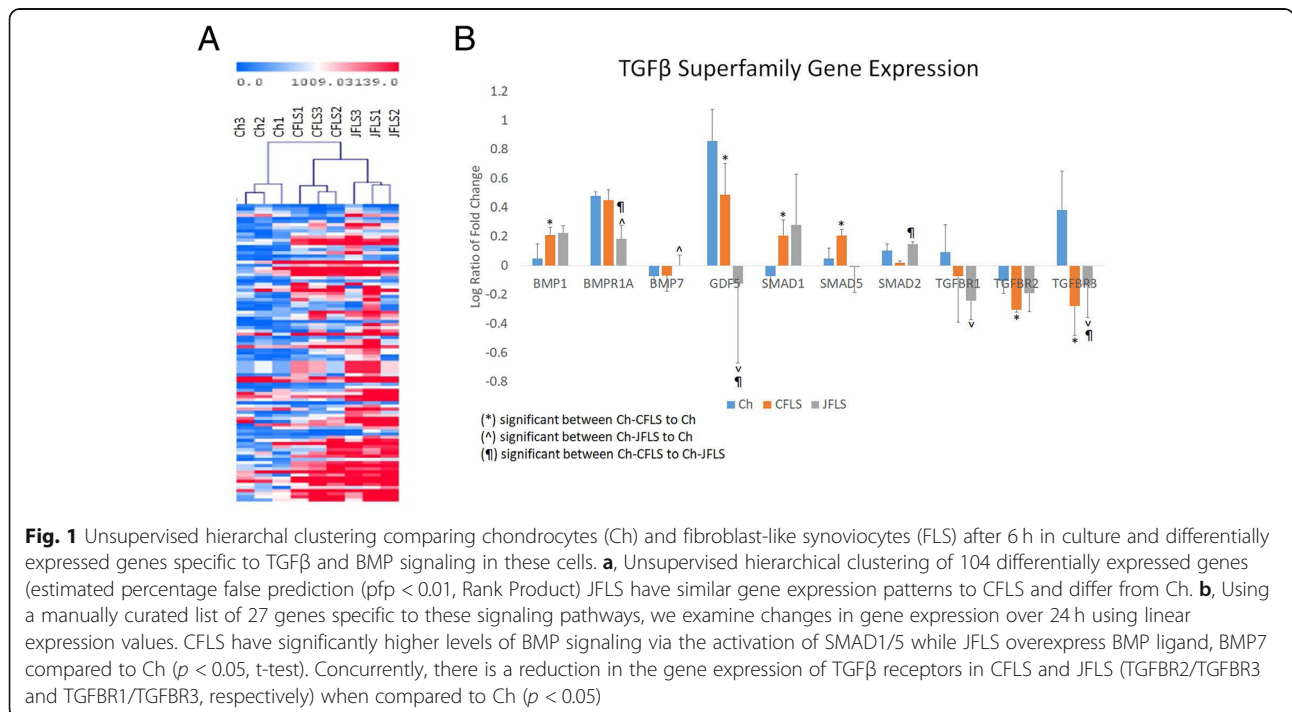 A
0.0 1009.03139.0
Ch3 Ch2 Ch1 CFLS1 CFLS3 CFLS2 JFLS3 JFLS1 JFLS2
B
TGFβ Superfamily Gene Expression
Log Ratio of Fold Change
1.2
1
0.8
0.6
0.4
0.2
0
-0.2
-0.4
-0.6
-0.8
* ¶ ^ ^ * * * ¶
BMP1 BMPR1A BMP7 GDF5 SMAD1 SMAD5 SMAD2 TGFBR1 TGFBR2 TGFBR3
v ¶ v * * v ¶
Ch CFLS JFLS
(*) significant between Ch-CFLS to Ch
(^) significant between Ch-JFLS to Ch
(¶) significant between Ch-CFLS to Ch-JFLS
Fig. 1 Unsupervised hierarchal clustering comparing chondrocytes (Ch) and fibroblast-like synoviocytes (FLS) after 6 h in culture and differentially
expressed genes specific to TGFβ and BMP signaling in these cells. a, Unsupervised hierarchical clustering of 104 differentially expressed genes
(estimated percentage false prediction (pfp < 0.01, Rank Product) JFLS have similar gene expression patterns to CFLS and differ from Ch. b, Using
a manually curated list of 27 genes specific to these signaling pathways, we examine changes in gene expression over 24 h using linear
expression values. CFLS have significantly higher levels of BMP signaling via the activation of SMAD1/5 while JFLS overexpress BMP ligand, BMP7
compared to Ch (p < 0.05, t-test). Concurrently, there is a reduction in the gene expression of TGFβ receptors in CFLS and JFLS (TGFBR2/TGFBR3
and TGFBR1/TGFBR3, respectively) when compared to Ch (p < 0.05)